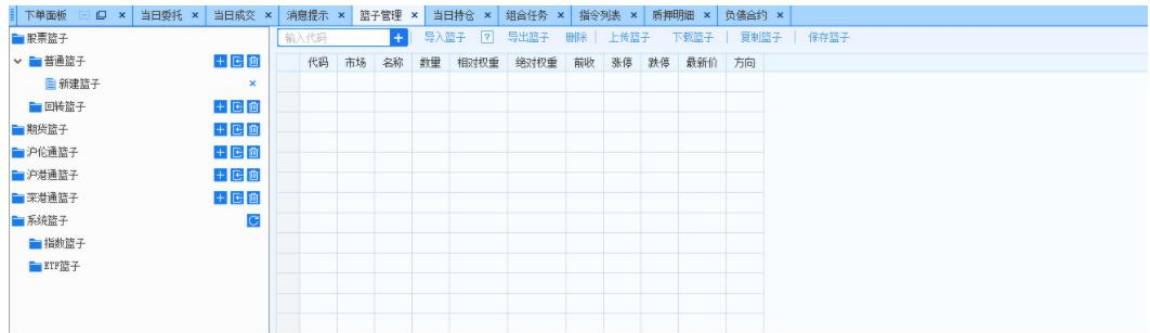 下单面板 当日委托 当日成交 消息提示 篮子管理 当日持仓 组合任务 指令列表 质押明细 负债合约
股票篮子
输入代码 导入篮子 ? 导出篮子 删除 上传篮子 下载篮子 复制篮子 保存篮子
普通篮子
代码 市场 名称 数量 相对权重 绝对权重 前收 涨停 跌停 最新价 方向
新建篮子
回转篮子
期货篮子
沪伦通篮子
沪港通篮子
深港通篮子
系统篮子
指数篮子
ETF篮子